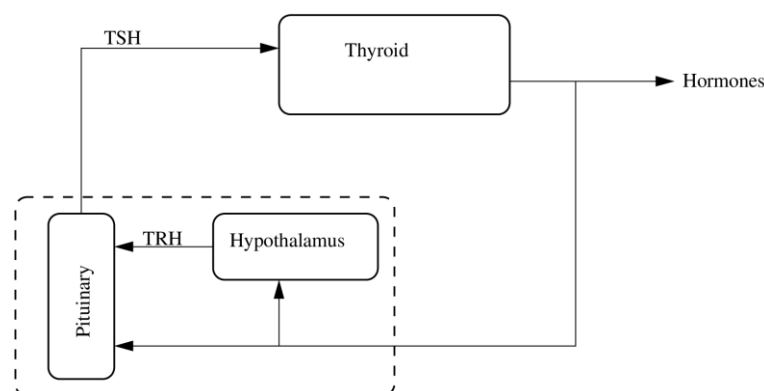 TSH
Thyroid
Hormones
TRH
Hypothalamus
Pituinary